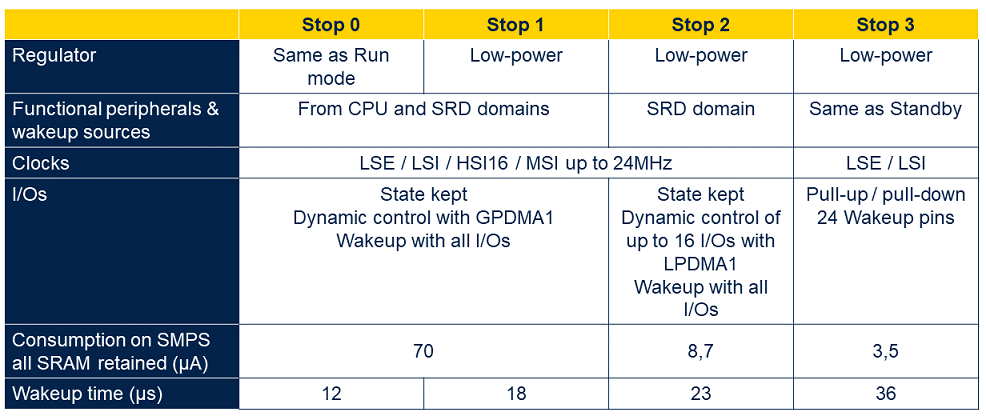 Stop 0 Stop 1 Stop 2 Stop 3
Regulator
Same as Run
mode
Low-power
Low-power
Low-power
Functional peripherals &
wakeup sources
From CPU and SRD domains
SRD domain
Same as Standby
Clocks
LSE / LSI / HSI16 / MSI up to 24MHz
LSE / LSI
I/Os
State kept
Dynamic control with GPDMA1
Wakeup with all I/Os
State kept
Dynamic control of
up to 16 I/Os with
LPDMA1
Wakeup with all
I/Os
Pull-up / pull-down
24 Wakeup pins
Consumption on SMPS
all SRAM retained (µA)
70
8,7
3,5
Wakeup time (µs)
12
18
23
36